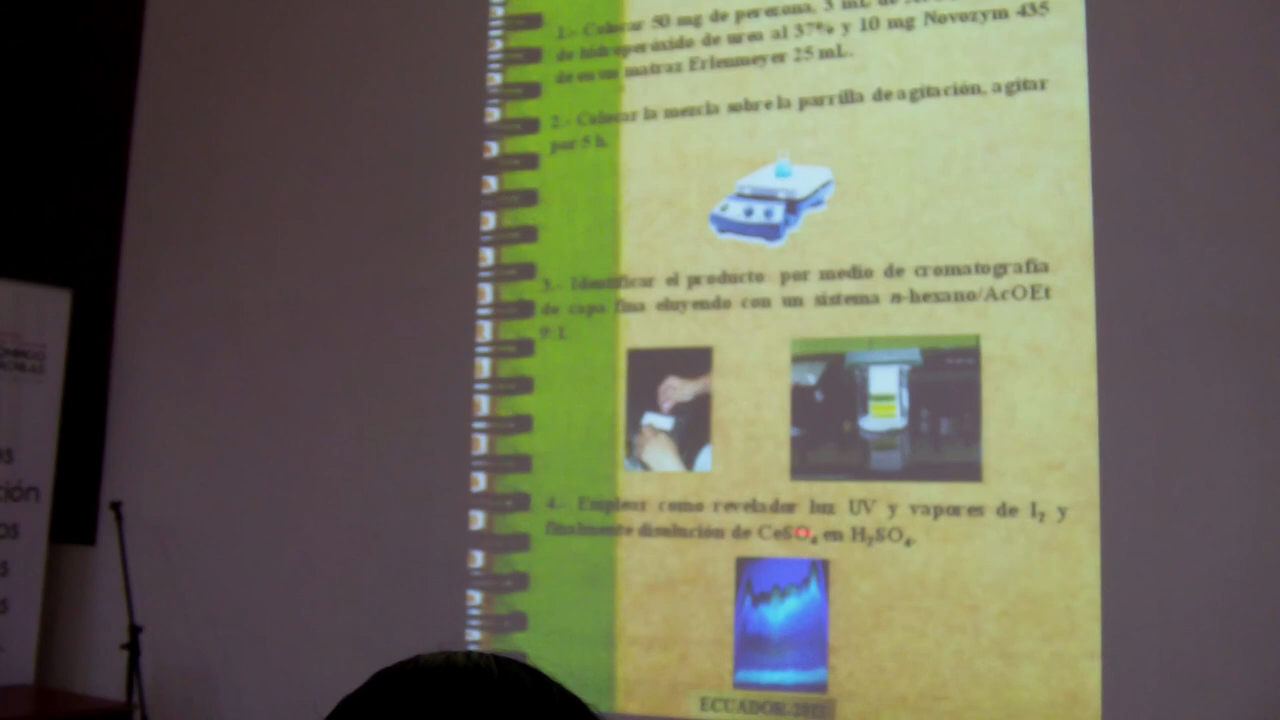 1.- Colocar 50 mg de perezona, 3 mL de
de hidroperóxido de urea al 37% y 10 mg Novozym 435
en un matraz Erlenmeyer 25 mL.
2.- Colocar la mezcla sobre la parrilla de agitación, agitar
por 5 h.
3.- Identificar el producto por medio de cromatografía
de capa fina eluyendo con un sistema n-hexano/AcOEt
9:1.
4.- Emplear como revelador luz UV y vapores de I₂ y
finalmente disolución de CeSO₄ en H₂SO₄.
ECUADOR
ción
os